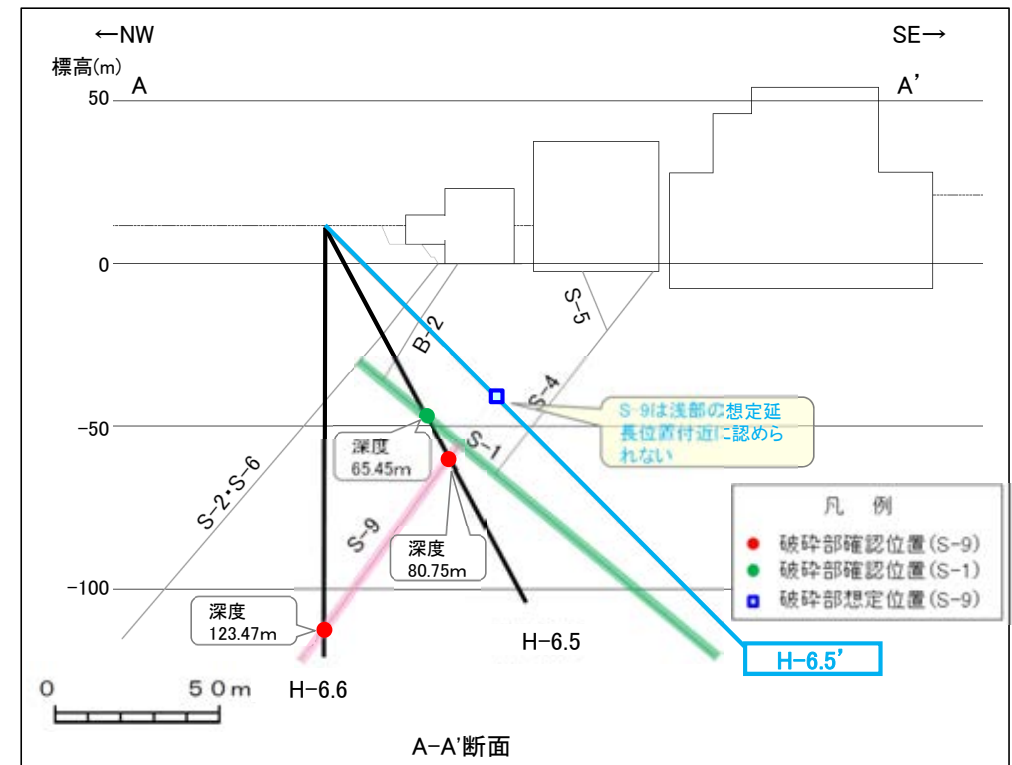 ←NW
SE→
標高(m)
A
A’
50
0
-50
-100
S-5
B-2
S-4
S-9は浅部の想定延
長位置付近に認めら
れない
S-1
深度
65.45m
S-2・S-6
S-9
深度
80.75m
凡 例
破砕部確認位置(S-9)
破砕部確認位置(S-1)
破砕部想定位置(S-9)
深度
123.47m
H-6.5
H-6.5’
H-6.6
0 50m
A-A’断面